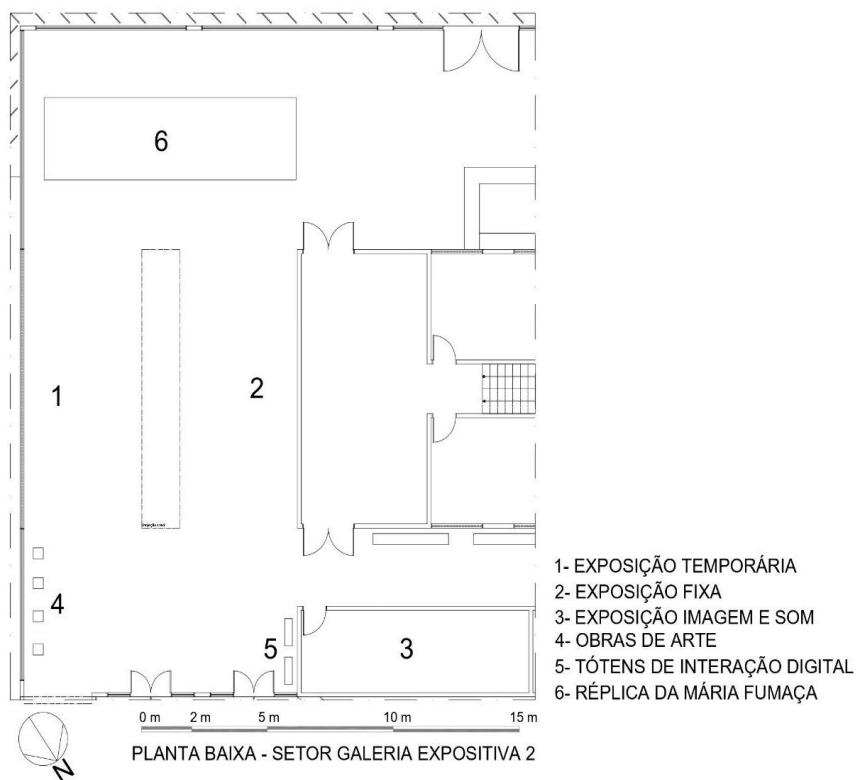 6
1
2
4
5
3
1- EXPOSIÇÃO TEMPORÁRIA
2- EXPOSIÇÃO FIXA
3- EXPOSIÇÃO IMAGEM E SOM
4- OBRAS DE ARTE
5- TÓTENS DE INTERAÇÃO DIGITAL
6- RÉPLICA DA MÁRIA FUMAÇA
0 m 2 m 5 m 10 m 15 m
PLANTA BAIXA - SETOR GALERIA EXPOSITIVA 2
N